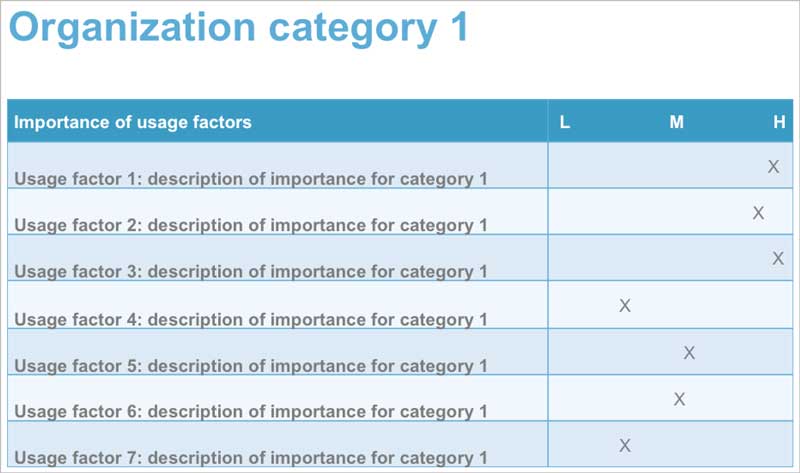 Organization category 1
Importance of usage factors L M H
Usage factor 1: description of importance for category 1 X
Usage factor 2: description of importance for category 1 X
Usage factor 3: description of importance for category 1 X
Usage factor 4: description of importance for category 1 X
Usage factor 5: description of importance for category 1 X
Usage factor 6: description of importance for category 1 X
Usage factor 7: description of importance for category 1 X